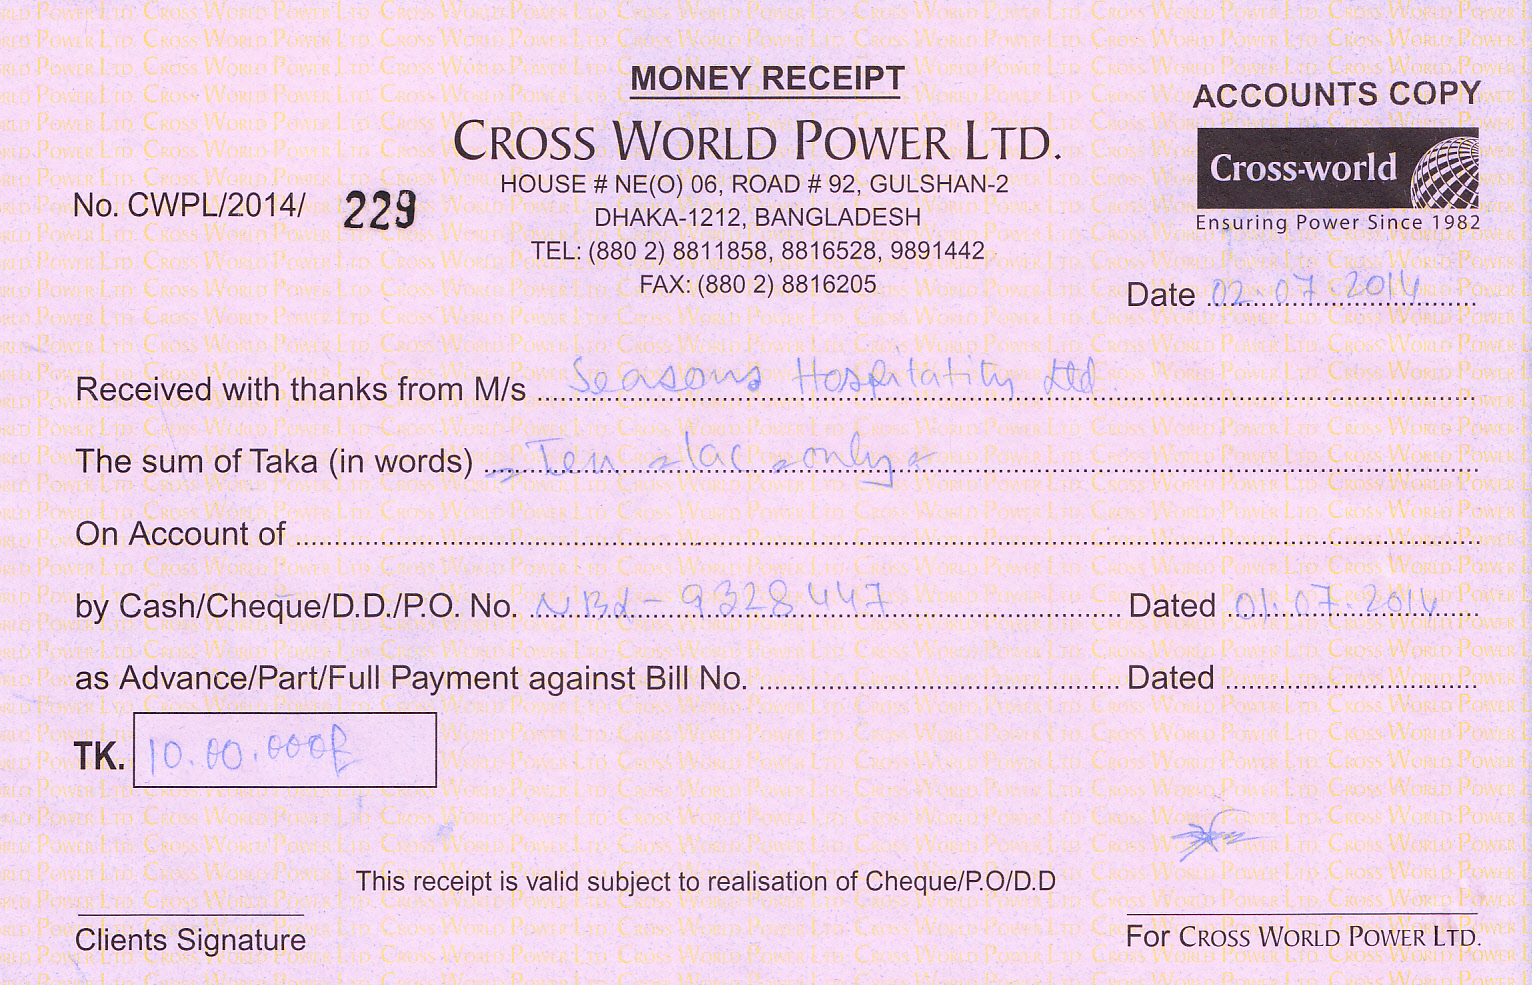 MONEY RECEIPT
ACCOUNTS COPY
CROSS WORLD POWER LTD.
Cross-world
Ensuring Power Since 1982
HOUSE # NE(O) 06, ROAD # 92, GULSHAN-2
No. CWPL/2014/ 229
DHAKA-1212, BANGLADESH
TEL: (880 2) 8811858, 8816528, 9891442
FAX: (880 2) 8816205
Date 02.07.2014
Received with thanks from M/s Seasons Hospitality Ltd.
The sum of Taka (in words) Ten lac only
On Account of
by Cash/Cheque/D.D./P.O. No. NBL-9328447 Dated 01.07.2014
as Advance/Part/Full Payment against Bill No. Dated
TK. 10.00.000
This receipt is valid subject to realisation of Cheque/P.O/D.D
Clients Signature
For CROSS WORLD POWER LTD.